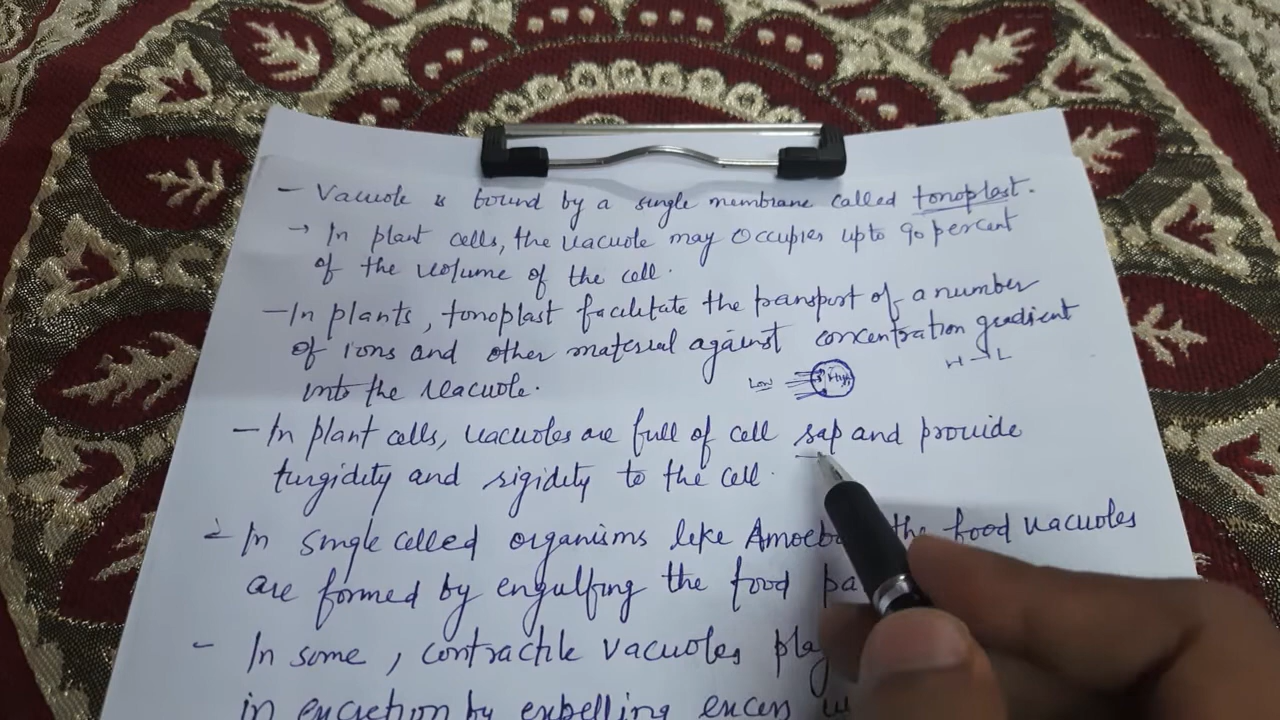 - Vacuole is bound by a single membrane called tonoplast.
→ In plant cells, the vacuole may occupies upto 90 percent
of the volume of the cell.
- In plants, tonoplast facilitate the transport of a number
of ions and other material against concentration gradient
H → L
into the vacuole.
Low High
- In plant cells, vacuoles are full of cell sap and provide
turgidity and rigidity to the cell.
- In single celled organisms like Amoeba the food vacuoles
are formed by engulfing the food
- In some, contractile vacuoles
in excretion by expelling excess